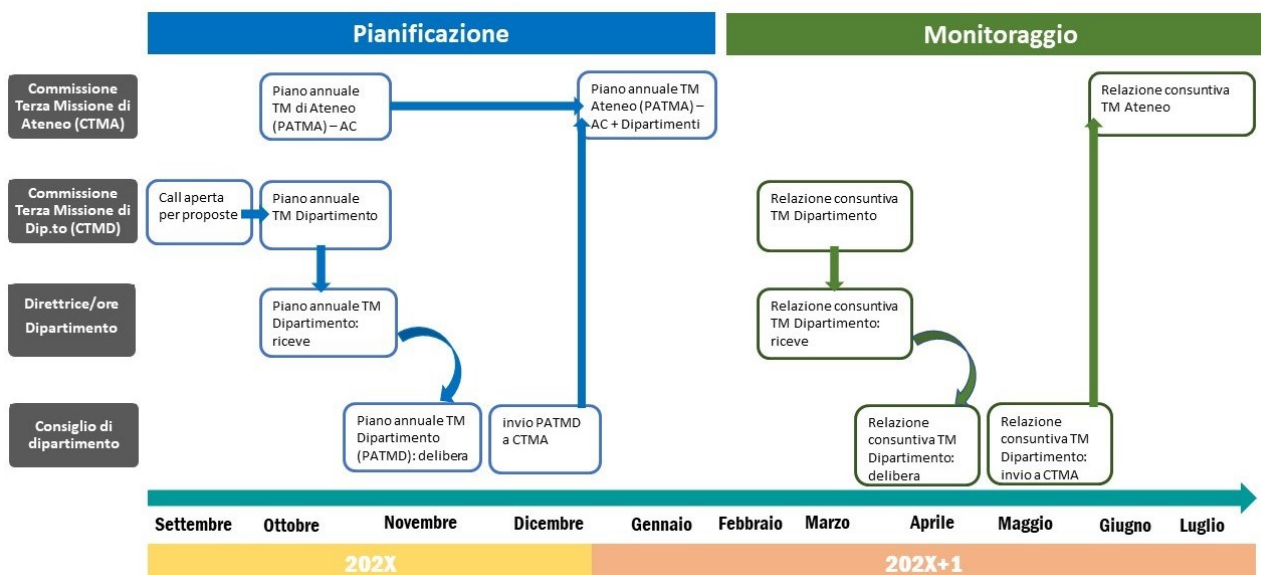 Pianificazione
Monitoraggio
Commissione
Terza Missione di
Ateneo (CTMA)
Piano annuale
TM di Ateneo
(PATMA) – AC
Piano annuale TM
Ateneo (PATMA) –
AC + Dipartimenti
Relazione consuntiva
TM Ateneo
Commissione
Terza Missione di
Dip.to (CTMD)
Call aperta
per proposte
Piano annuale
TM Dipartimento
Relazione consuntiva
TM Dipartimento
Direttrice/ore
Dipartimento
Piano annuale TM
Dipartimento:
riceve
Relazione consuntiva
TM Dipartimento:
riceve
Consiglio di
dipartimento
Piano annuale TM
Dipartimento
(PATMD): delibera
invio PATMD
a CTMA
Relazione
consuntiva TM
Dipartimento:
delibera
Relazione
consuntiva TM
Dipartimento:
invio a CTMA
Settembre Ottobre Novembre Dicembre Gennaio Febbraio Marzo Aprile Maggio Giugno Luglio
202X 202X+1